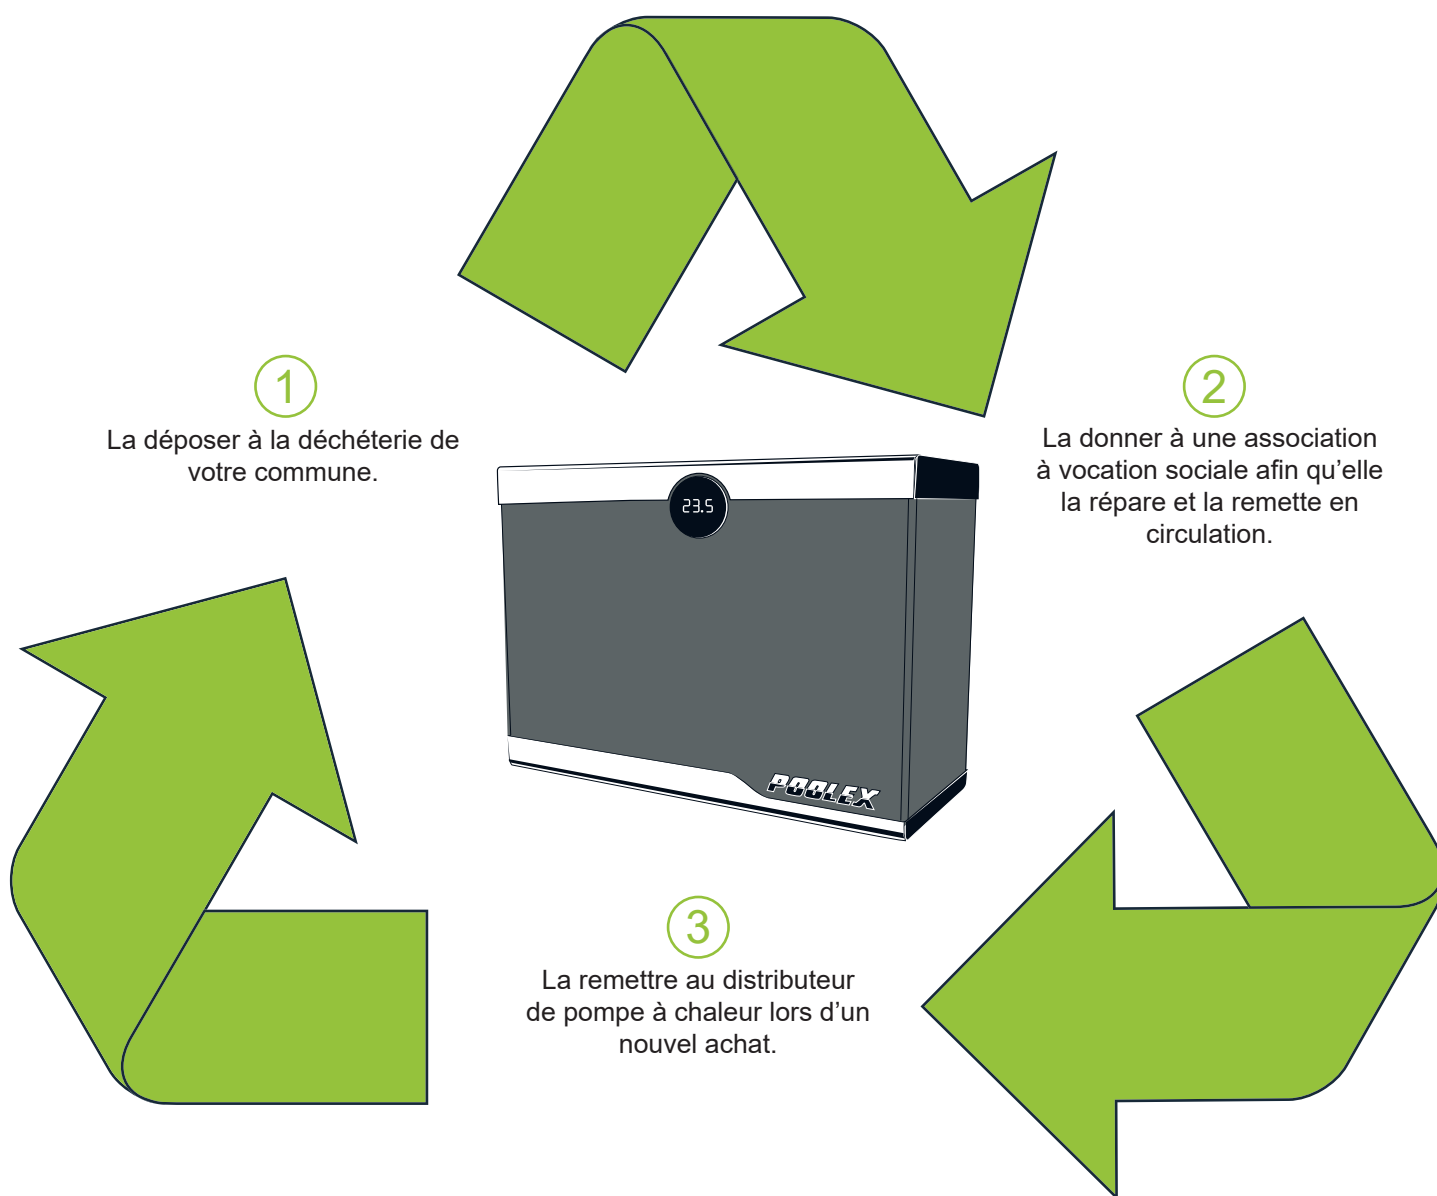 1
La déposer à la déchéterie de
votre commune.
2
La donner à une association
à vocation sociale afin qu’elle
la répare et la remette en
circulation.
23.5
POOLEX
3
La remettre au distributeur
de pompe à chaleur lors d’un
nouvel achat.